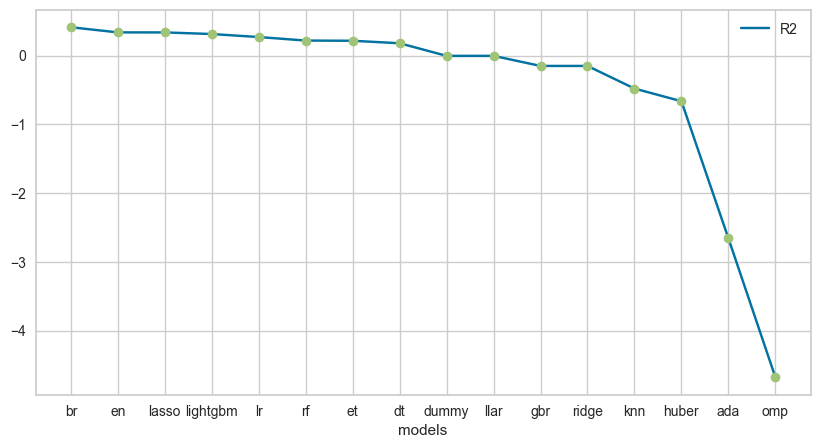 R2
0
−1
−2
−3
−4
br en lasso lightgbm lr rf et dt dummy llar gbr ridge knn huber ada omp
models